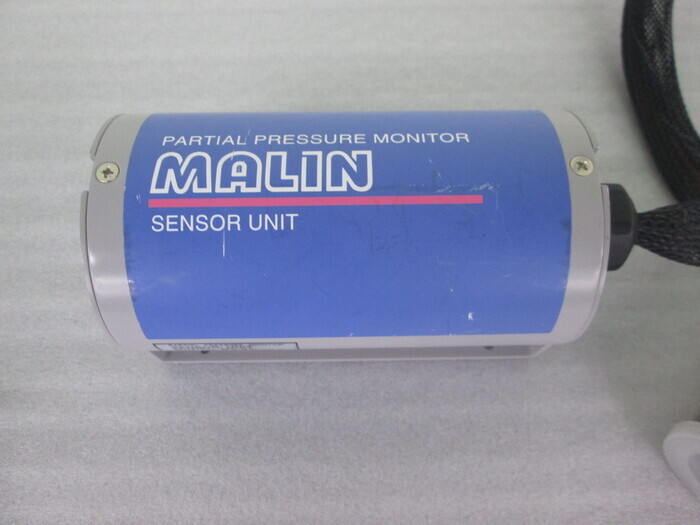 PARTIAL PRESSURE MONITOR
MALIN
SENSOR UNIT